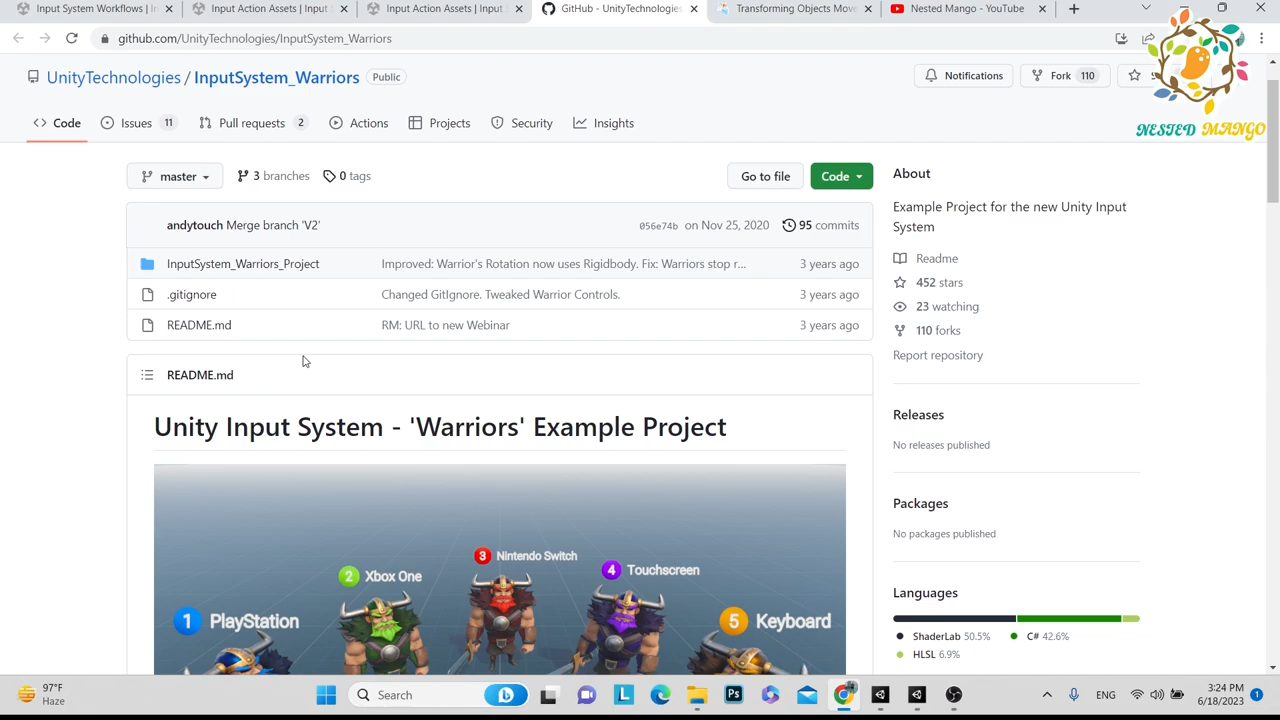 Input System Workflows | In
Input Action Assets | Input S
Input Action Assets | Input S
GitHub - UnityTechnologies
Transforming Objects Move
Nested Mango - YouTube
github.com/UnityTechnologies/InputSystem_Warriors
NESTED MANGO
UnityTechnologies / InputSystem_Warriors Public
Notifications Fork 110
Code Issues 11 Pull requests 2 Actions Projects Security Insights
master 3 branches 0 tags Go to file Code
andytouch Merge branch 'V2' 056e74b on Nov 25, 2020 95 commits
InputSystem_Warriors_Project Improved: Warrior's Rotation now uses Rigidbody. Fix: Warriors stop r... 3 years ago
.gitignore Changed GitIgnore. Tweaked Warrior Controls. 3 years ago
README.md RM: URL to new Webinar 3 years ago
README.md
Unity Input System - 'Warriors' Example Project
3 Nintendo Switch
2 Xbox One
4 Touchscreen
1 PlayStation
5 Keyboard
About
Example Project for the new Unity Input
System
Readme
452 stars
23 watching
110 forks
Report repository
Releases
No releases published
Packages
No packages published
Languages
ShaderLab 50.5% C# 42.6%
HLSL 6.9%
97°F
Haze
Search
ENG
3:24 PM
6/18/2023